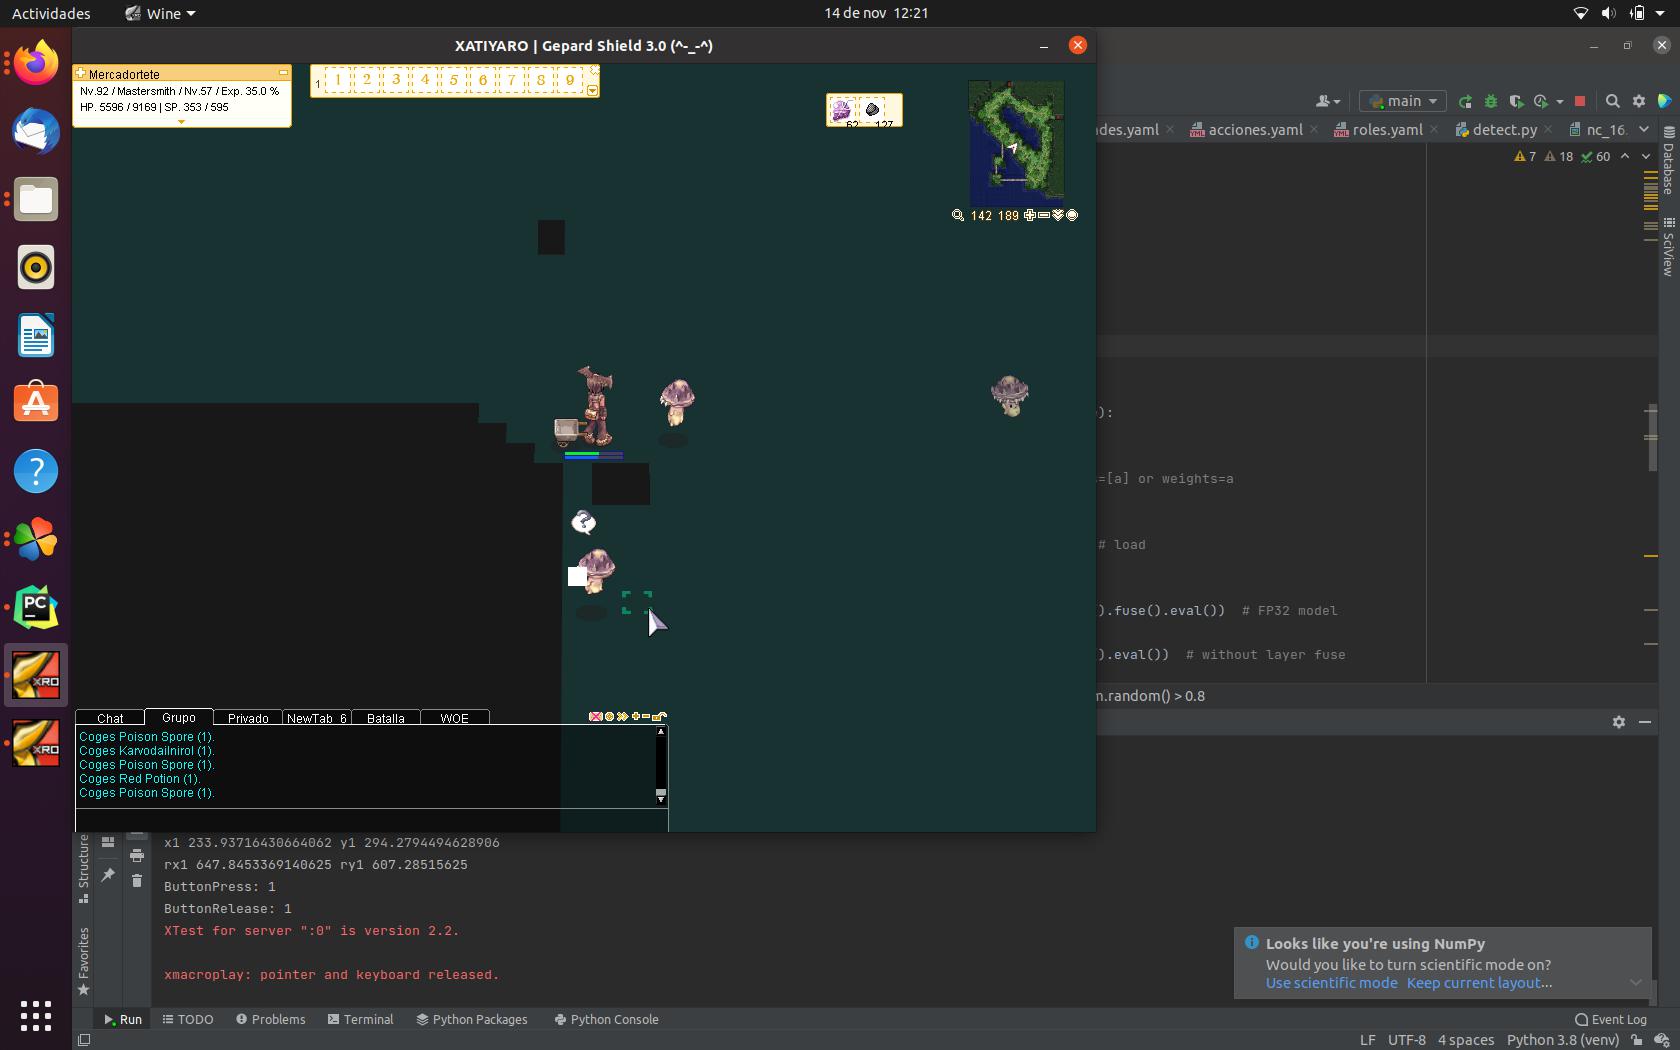 Actividades
Wine
14 de nov 12:21
XATIYARO | Gepard Shield 3.0 (^-_-^)
Mercadortete
Nv.92 / Mastersmith / Nv.57 / Exp. 35.0 %
HP. 5596 / 9169 | SP. 353 / 595
1 1 2 3 4 5 6 7 8 9
62 127
142 189
main
des.yaml
acciones.yaml
roles.yaml
detect.py
nc_16.
7 18 60
Database
SciView
):
=[a] or weights=a
# load
).fuse().eval()) # FP32 model
).eval()) # without layer fuse
m.random() > 0.8
?
PC
XRO
XRO
Chat Grupo Privado NewTab_6 Batalla WOE
Coges Poison Spore (1).
Coges Karvodailnirol (1).
Coges Poison Spore (1).
Coges Red Potion (1).
Coges Poison Spore (1).
Structure
Favorites
x1 233.93716430664062 y1 294.2794494628906
rx1 647.8453369140625 ry1 607.28515625
ButtonPress: 1
ButtonRelease: 1
XTest for server ":0" is version 2.2.
xmacroplay: pointer and keyboard released.
Looks like you're using NumPy
Would you like to turn scientific mode on?
Use scientific mode Keep current layout...
Run TODO Problems Terminal Python Packages Python Console Event Log
LF UTF-8 4 spaces Python 3.8 (venv)